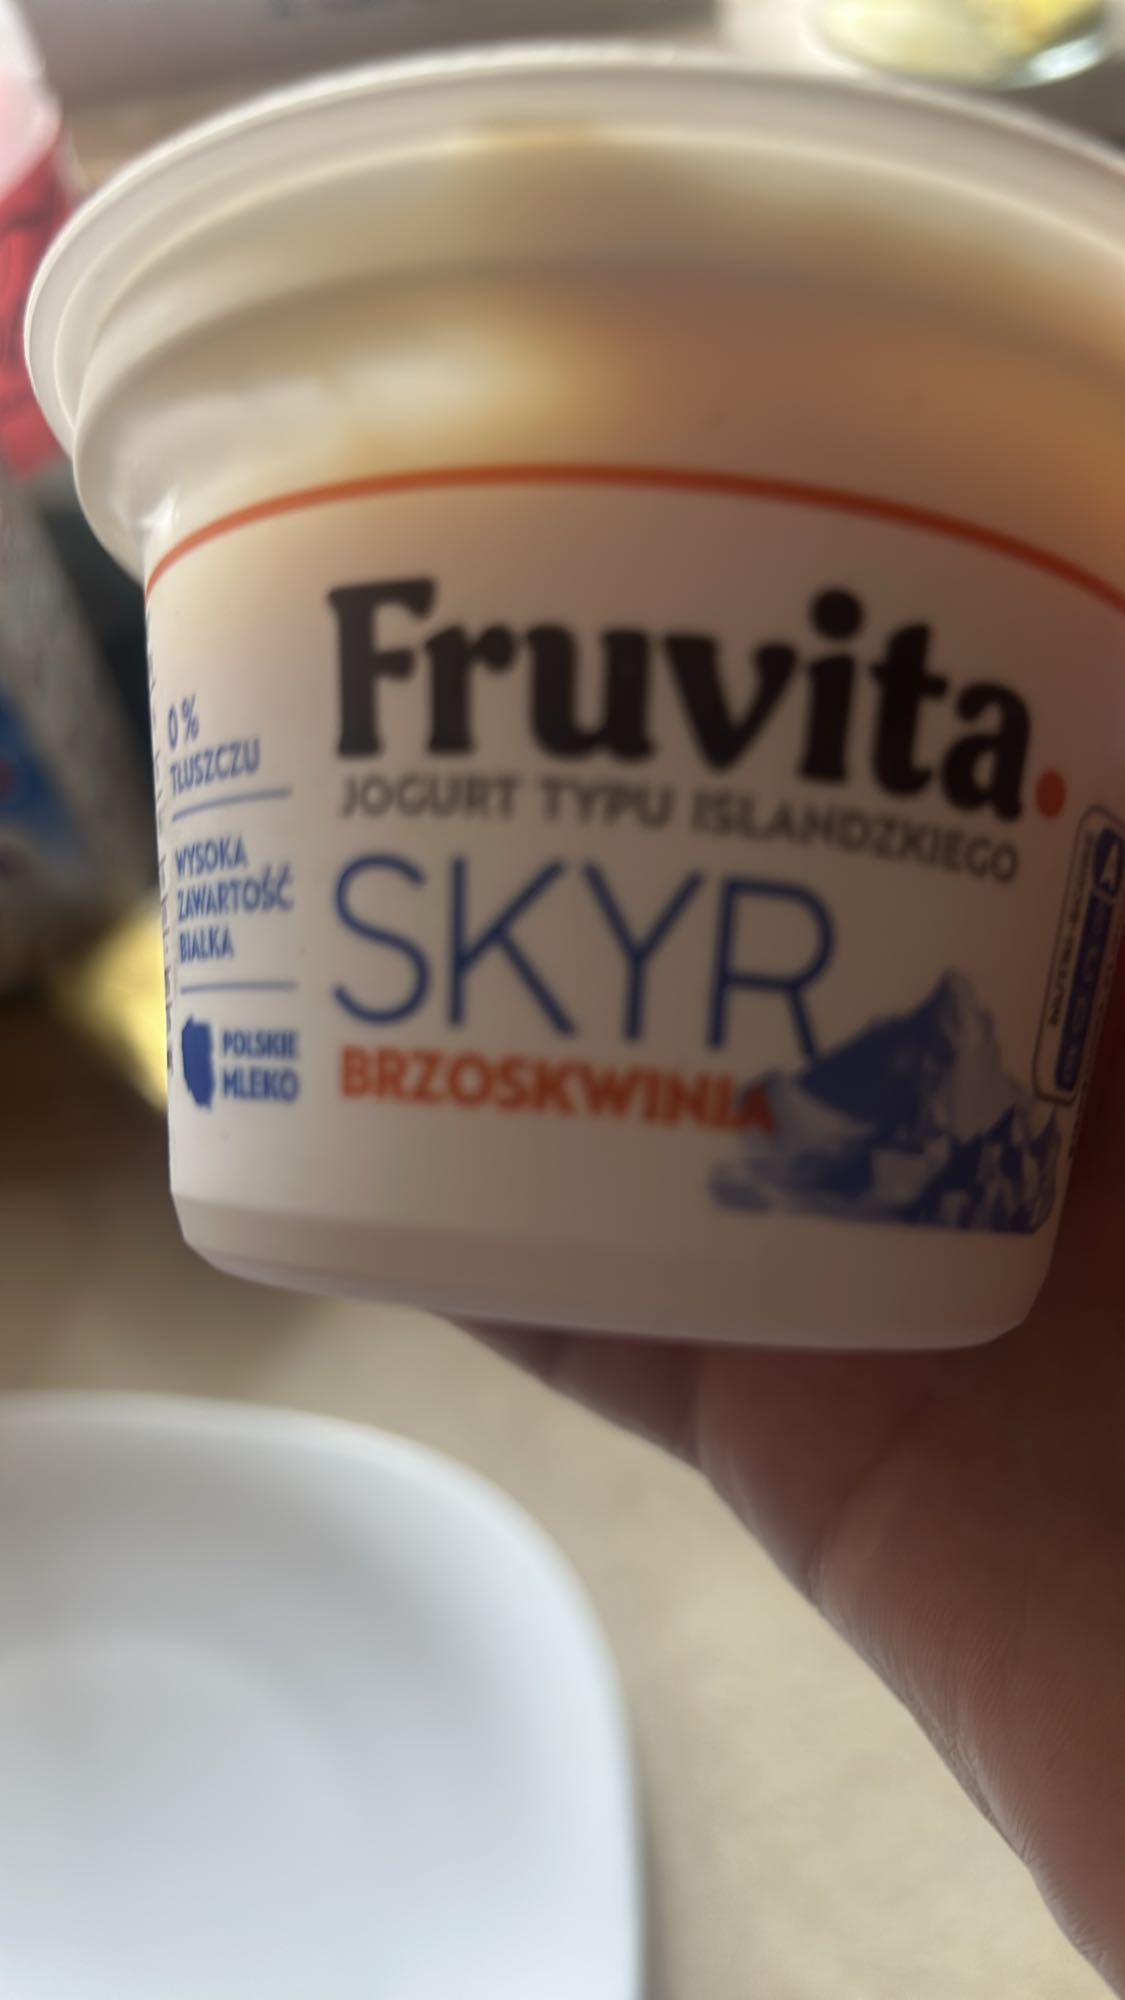 Fruvita.
JOGURT TYPU ISLANDZKIEGO
SKYR
BRZOSKWINIA
0%
TŁUSZCZU
WYSOKA
ZAWARTOŚĆ
BIAŁKA
POLSKIE
MLEKO